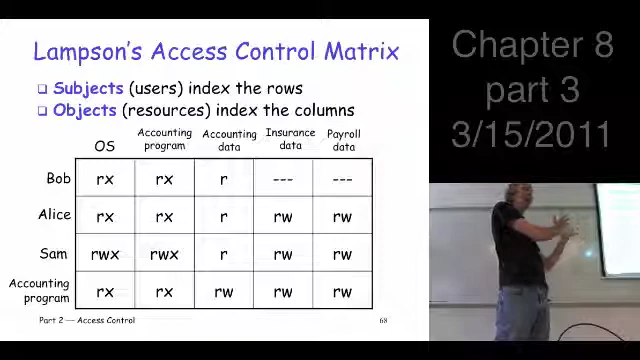 Lampson's Access Control Matrix
Subjects (users) index the rows
Objects (resources) index the columns
OS Accounting program Accounting data Insurance data Payroll data
Bob rx rx r --- ---
Alice rx rx r rw rw
Sam rwx rwx r rw rw
Accounting program rx rx rw rw rw
Part 2 — Access Control 68
Chapter 8
part 3
3/15/2011